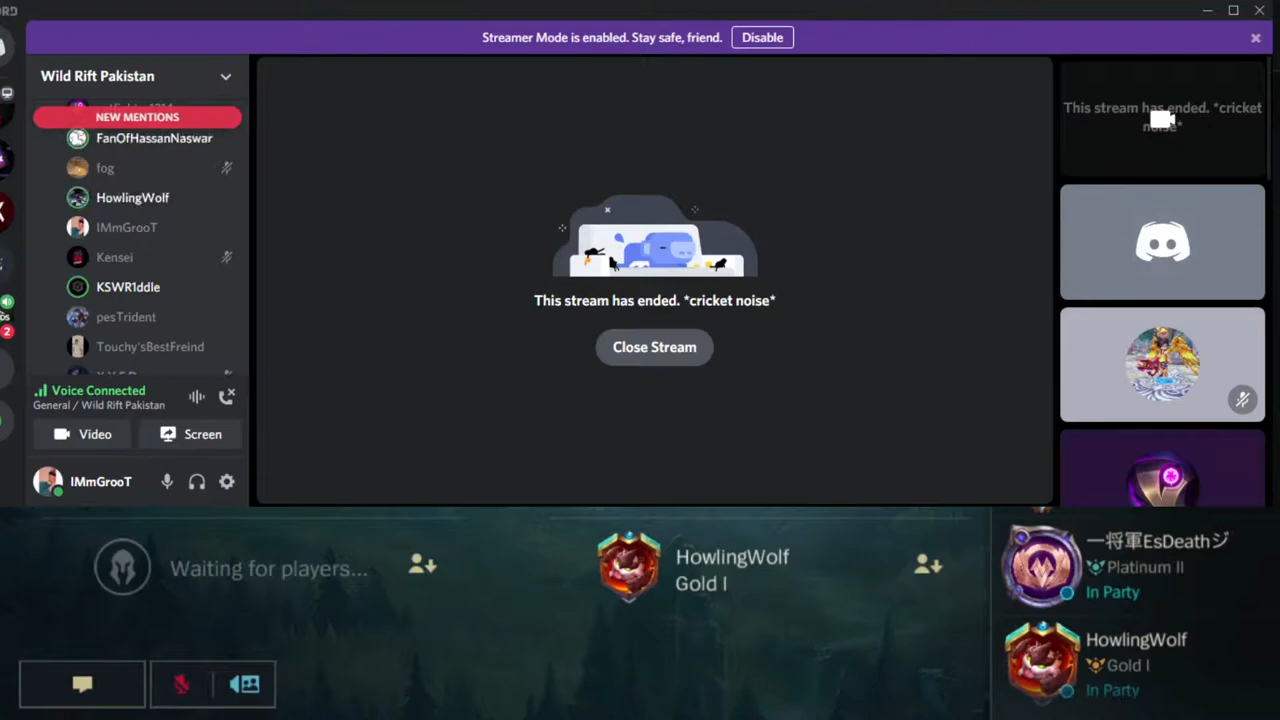 ORD
Streamer Mode is enabled. Stay safe, friend.
Disable
Wild Rift Pakistan
NEW MENTIONS
FanOfHassanNaswar
fog
HowlingWolf
IMmGrooT
Kensei
KSWR1ddle
pesTrident
Touchy'sBestFreind
Voice Connected
General / Wild Rift Pakistan
Video
Screen
IMmGrooT
DS
2
This stream has ended. *cricket noise*
Close Stream
This stream has ended. *cricket
noise*
Waiting for players...
HowlingWolf
Gold I
一将軍EsDeathジ
Platinum II
In Party
HowlingWolf
Gold I
In Party